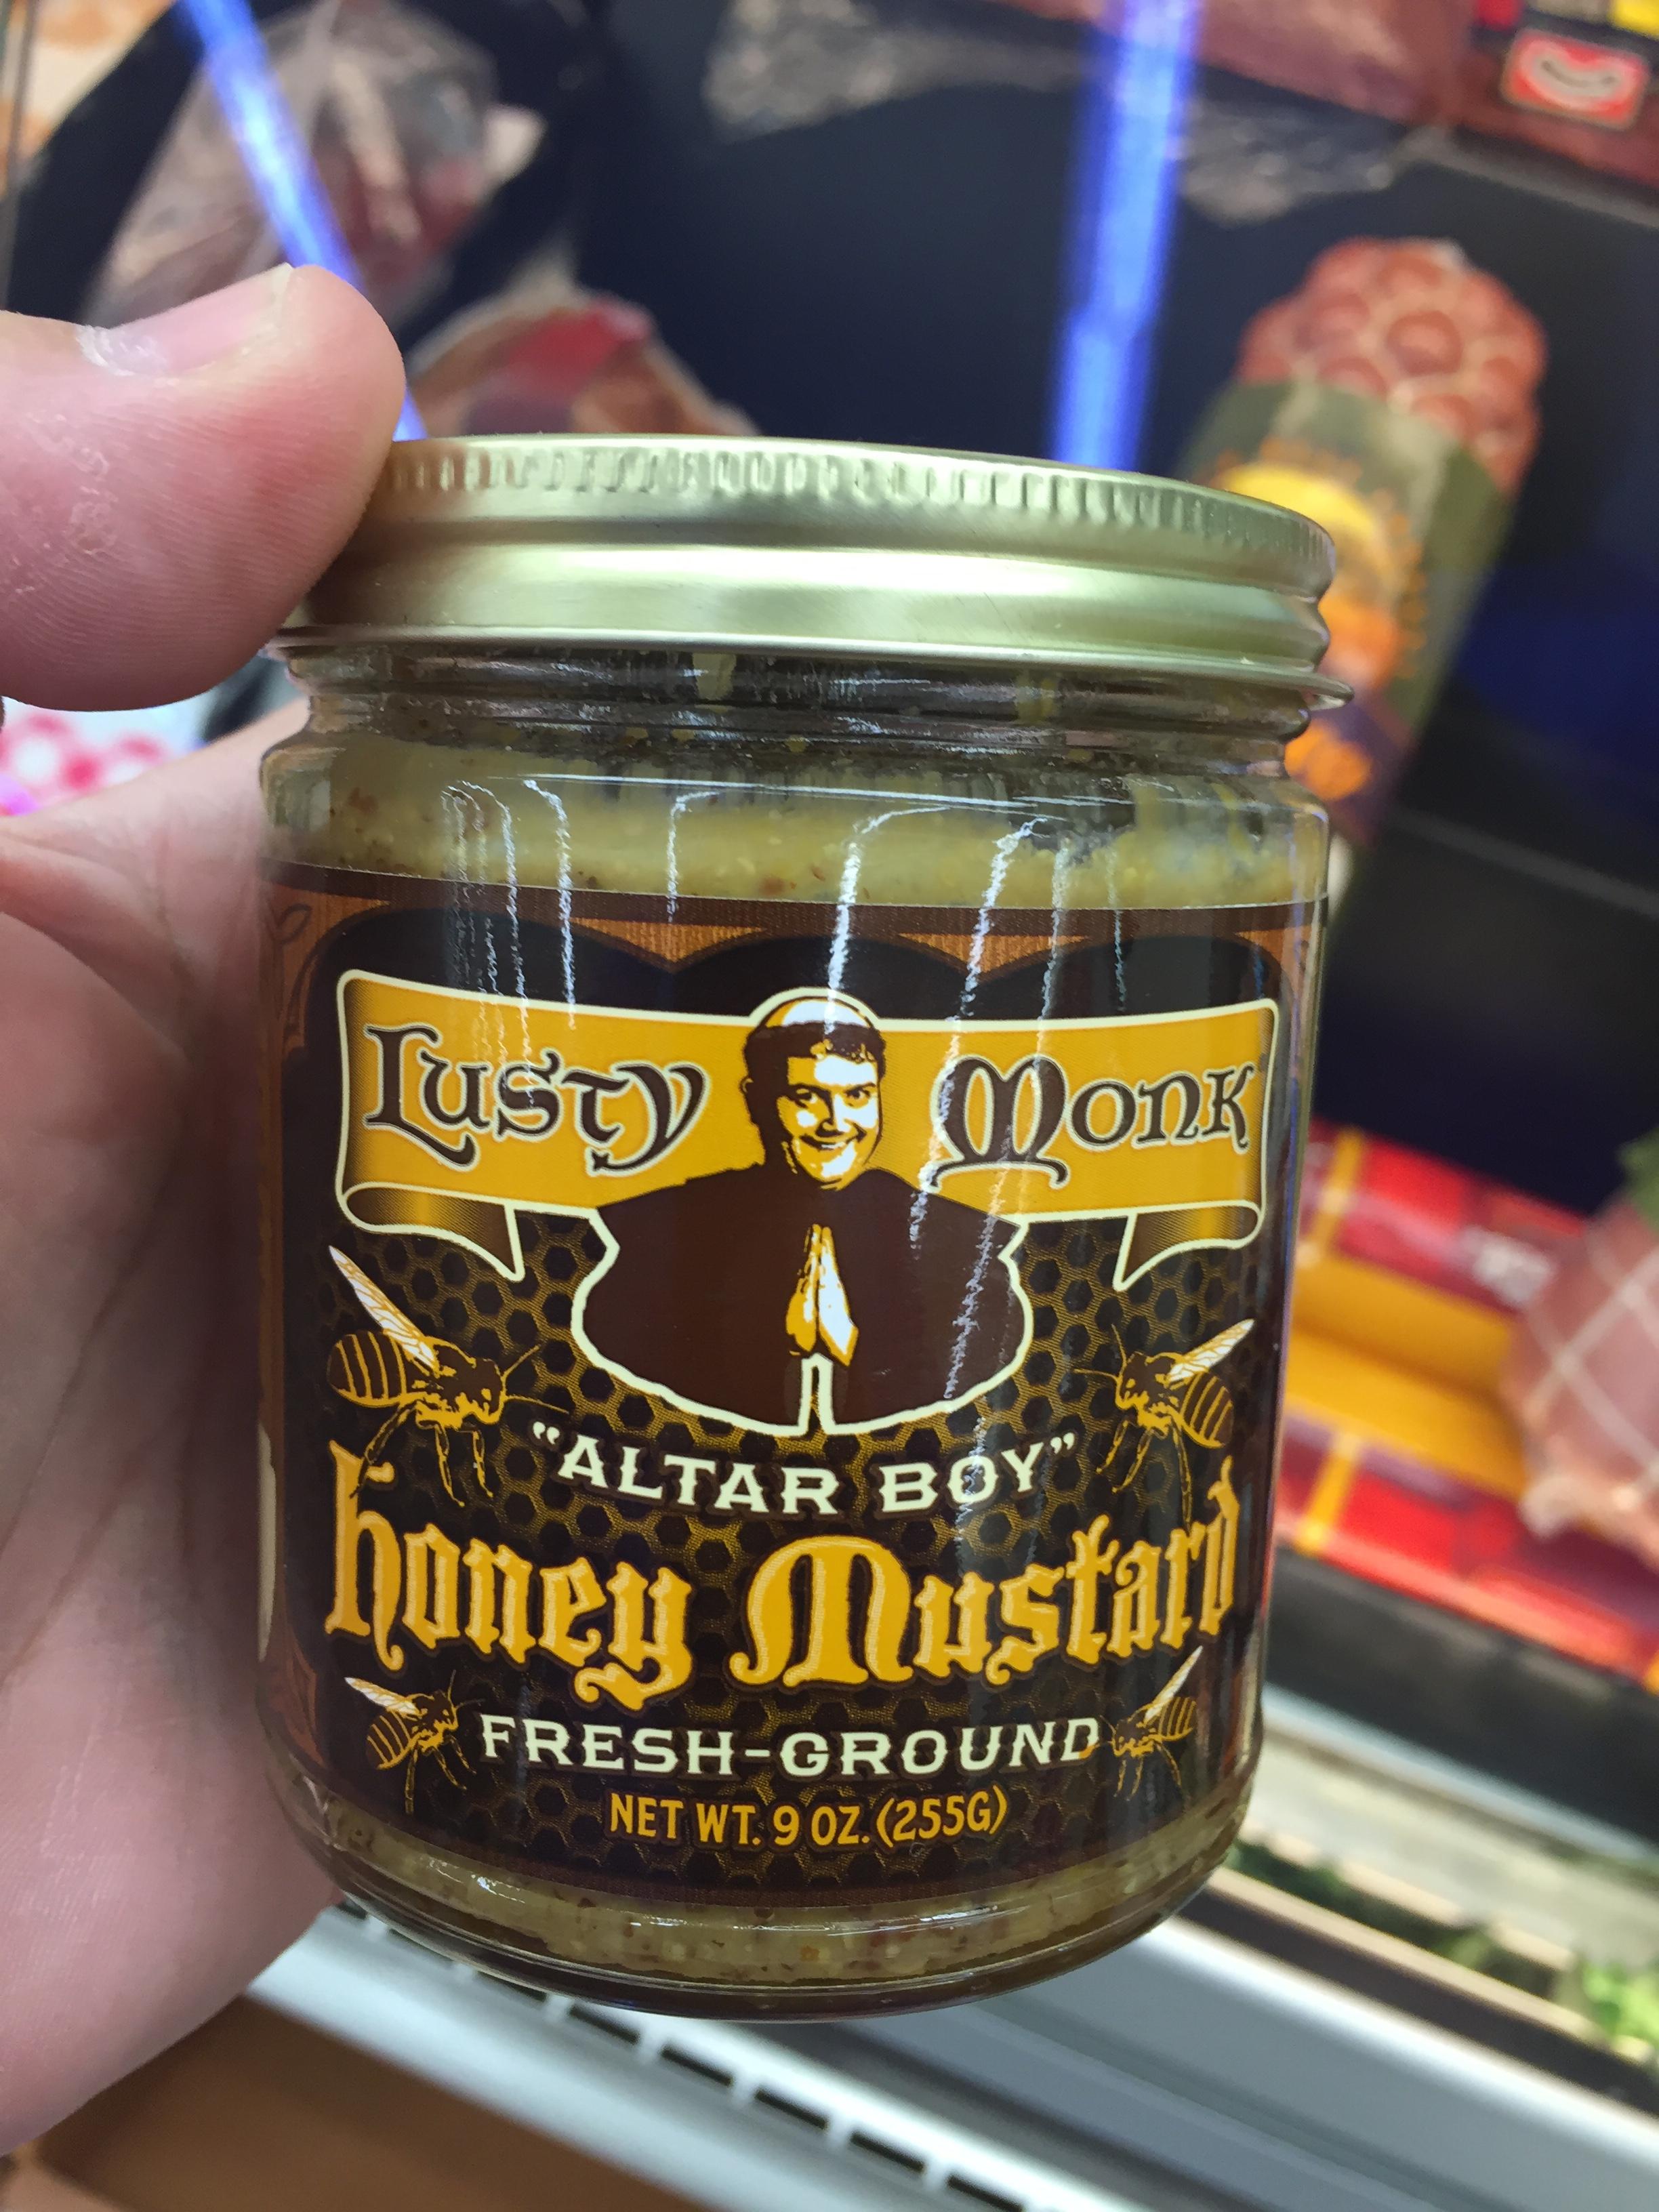 Lusty Monk
"ALTAR BOY"
honey Mustard
FRESH-GROUND
NET WT. 9 OZ. (255G)